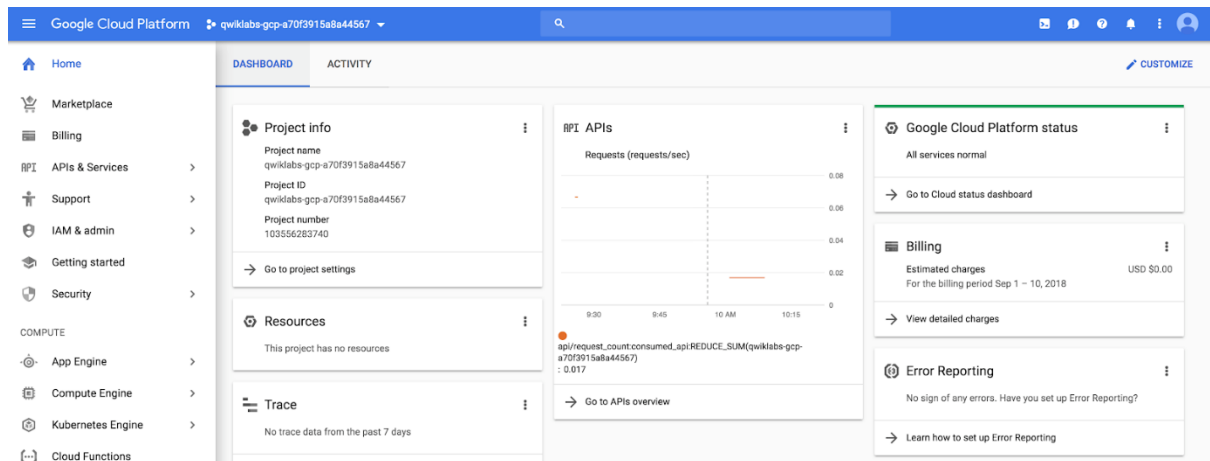 Google Cloud Platform
qwiklabs-gcp-a70f3915a8a44567
Home
Marketplace
Billing
API
APIs & Services
Support
IAM & admin
Getting started
Security
COMPUTE
App Engine
Compute Engine
Kubernetes Engine
Cloud Functions
DASHBOARD
ACTIVITY
CUSTOMIZE
Project info
Project name
qwiklabs-gcp-a70f3915a8a44567
Project ID
qwiklabs-gcp-a70f3915a8a44567
Project number
103556283740
Go to project settings
Resources
This project has no resources
Trace
No trace data from the past 7 days
API APIs
Requests (requests/sec)
0.08
0.06
0.04
0.02
0
9:30 9:45 10 AM 10:15
api/request_count:consumed_api:REDUCE_SUM(qwiklabs-gcp-
a70f3915a8a44567)
: 0.017
Go to APIs overview
Google Cloud Platform status
All services normal
Go to Cloud status dashboard
Billing
Estimated charges USD $0.00
For the billing period Sep 1 – 10, 2018
View detailed charges
Error Reporting
No sign of any errors. Have you set up Error Reporting?
Learn how to set up Error Reporting